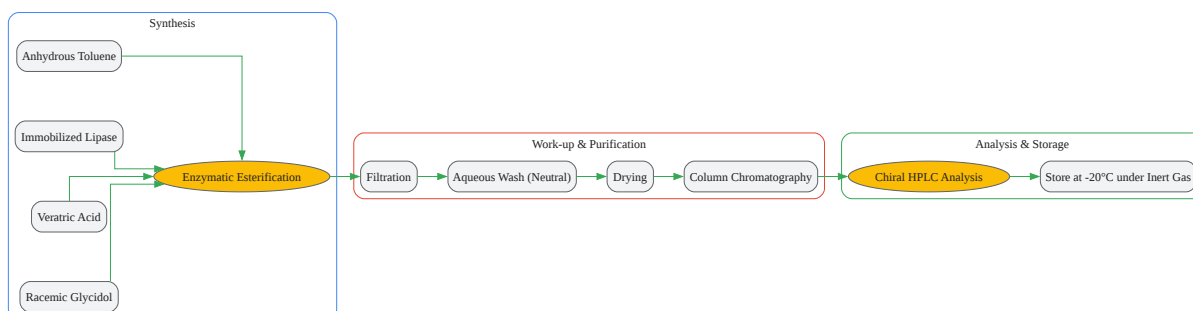 Synthesis
Anhydrous Toluene
Immobilized Lipase
Enzymatic Esterification
Veratric Acid
Racemic Glycidol
Work-up & Purification
Filtration
Aqueous Wash (Neutral)
Drying
Column Chromatography
Analysis & Storage
Chiral HPLC Analysis
Store at -20°C under Inert Gas